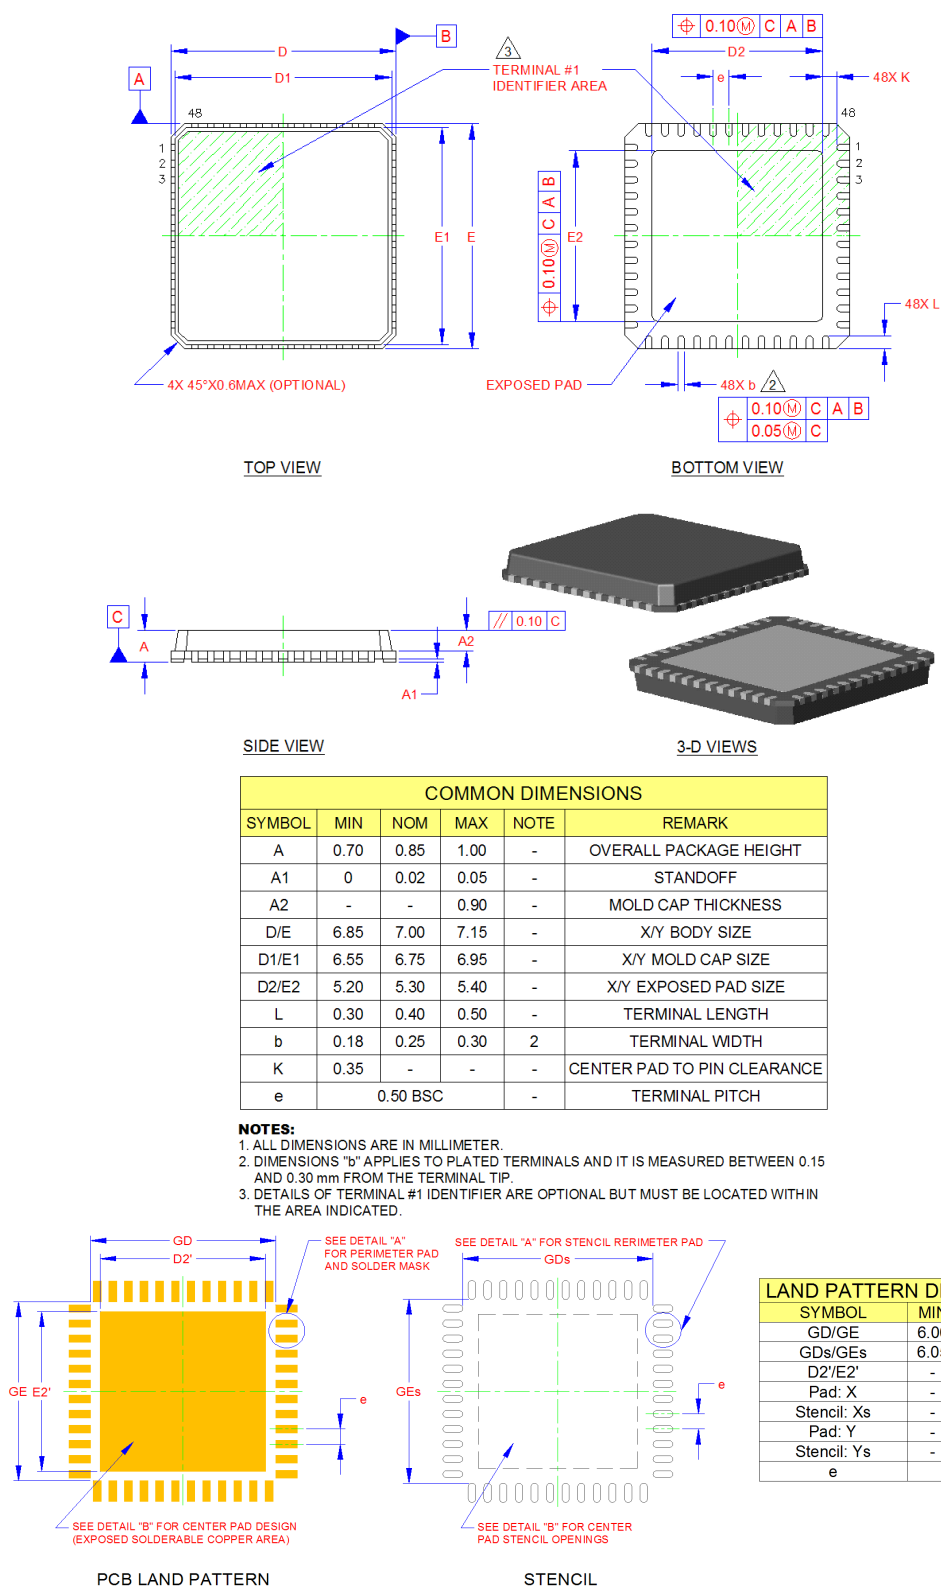 D
B
D1
A
3
TERMINAL #1
IDENTIFIER AREA
48
1
2
3
E1
E
4X 45°X0.6MAX (OPTIONAL)
TOP VIEW
0.10 M C A B
D2
e
48X K
48
1
2
3
0.10 M C A B
E2
48X L
EXPOSED PAD
48X b 2
0.10 M C A B
0.05 M C
BOTTOM VIEW
C
A
A2
A1
// 0.10 C
SIDE VIEW
3-D VIEWS
COMMON DIMENSIONS
SYMBOL MIN NOM MAX NOTE REMARK
A 0.70 0.85 1.00 - OVERALL PACKAGE HEIGHT
A1 0 0.02 0.05 - STANDOFF
A2 - - 0.90 - MOLD CAP THICKNESS
D/E 6.85 7.00 7.15 - X/Y BODY SIZE
D1/E1 6.55 6.75 6.95 - X/Y MOLD CAP SIZE
D2/E2 5.20 5.30 5.40 - X/Y EXPOSED PAD SIZE
L 0.30 0.40 0.50 - TERMINAL LENGTH
b 0.18 0.25 0.30 2 TERMINAL WIDTH
K 0.35 - - - CENTER PAD TO PIN CLEARANCE
e 0.50 BSC - TERMINAL PITCH
NOTES:
1. ALL DIMENSIONS ARE IN MILLIMETER.
2. DIMENSIONS "b" APPLIES TO PLATED TERMINALS AND IT IS MEASURED BETWEEN 0.15
AND 0.30 mm FROM THE TERMINAL TIP.
3. DETAILS OF TERMINAL #1 IDENTIFIER ARE OPTIONAL BUT MUST BE LOCATED WITHIN
THE AREA INDICATED.
GD
D2'
SEE DETAIL "A"
FOR PERIMETER PAD
AND SOLDER MASK
GE
E2'
e
SEE DETAIL "B" FOR CENTER PAD DESIGN
(EXPOSED SOLDERABLE COPPER AREA)
PCB LAND PATTERN
SEE DETAIL "A" FOR STENCIL RERIMETER PAD
GDs
GEs
e
SEE DETAIL "B" FOR CENTER
PAD STENCIL OPENINGS
STENCIL
LAND PATTERN
SYMBOL
GD/GE
GDs/GEs
D2'/E2' -
Pad: X -
Stencil: Xs -
Pad: Y -
Stencil: Ys -
e